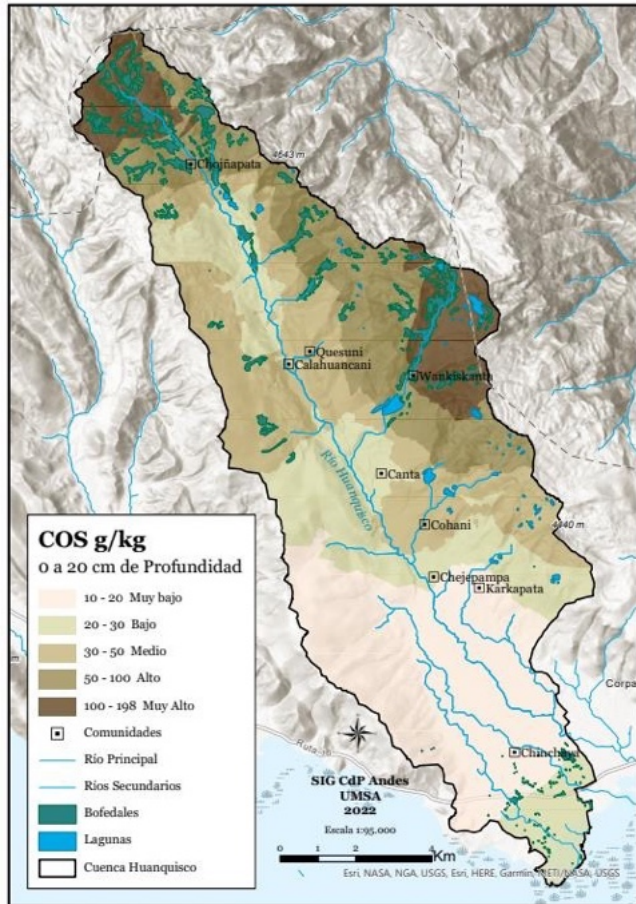 4643 m
Chojñapata
Quesuni
Calahuancani
Wankiskanta
Río Huanquisco
Canta
Cohani
4440 m
Chejepampa
Karkapata
COS g/kg
0 a 20 cm de Profundidad
10 - 20 Muy bajo
20 - 30 Bajo
30 - 50 Medio
50 - 100 Alto
100 - 198 Muy Alto
Comunidades
Río Principal
Ríos Secundarios
Bofedales
Lagunas
Cuenca Huanquisco
m
Corpa
Ruta
Chinchaya
SIG CdP Andes
UMSA
2022
Escala 1:95.000
0 1 2 4 Km
Esri, NASA, NGA, USGS, Esri, HERE, Garmin, METI/NASA, USGS